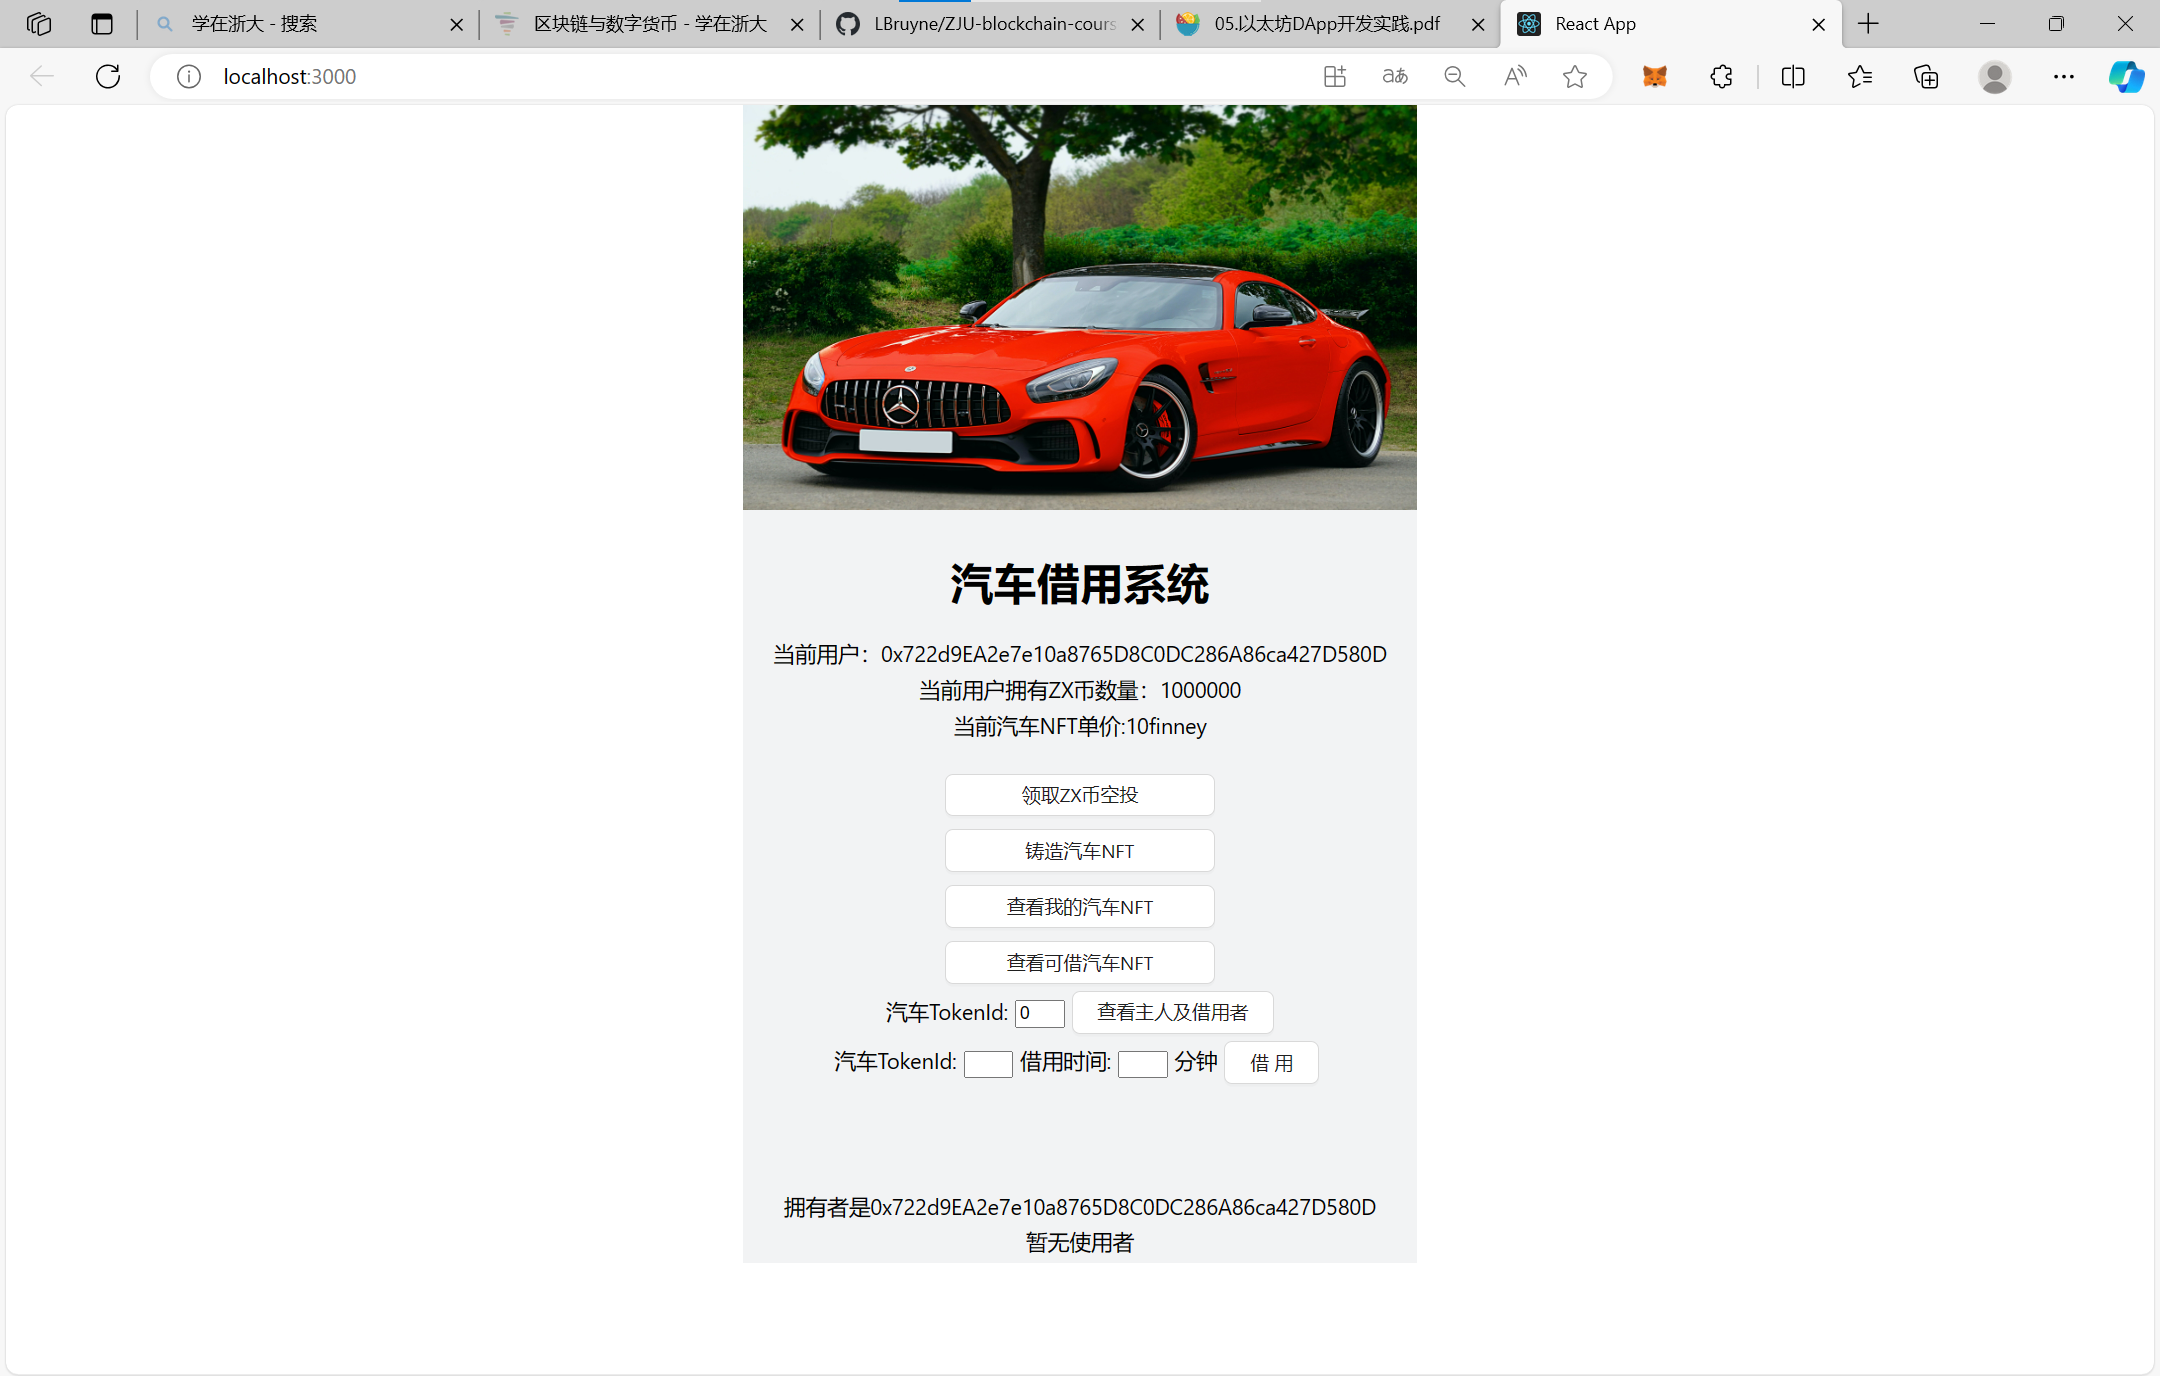 学在浙大 - 搜索
区块链与数字货币 - 学在浙大
LBruyne/ZJU-blockchain-cours
05.以太坊DApp开发实践.pdf
React App
localhost:3000
汽车借用系统
当前用户：0x722d9EA2e7e10a8765D8C0DC286A86ca427D580D
当前用户拥有ZX币数量：1000000
当前汽车NFT单价:10finney
领取ZX币空投
铸造汽车NFT
查看我的汽车NFT
查看可借汽车NFT
汽车TokenId: 0 查看主人及借用者
汽车TokenId: 借用时间: 分钟 借 用
拥有者是0x722d9EA2e7e10a8765D8C0DC286A86ca427D580D
暂无使用者